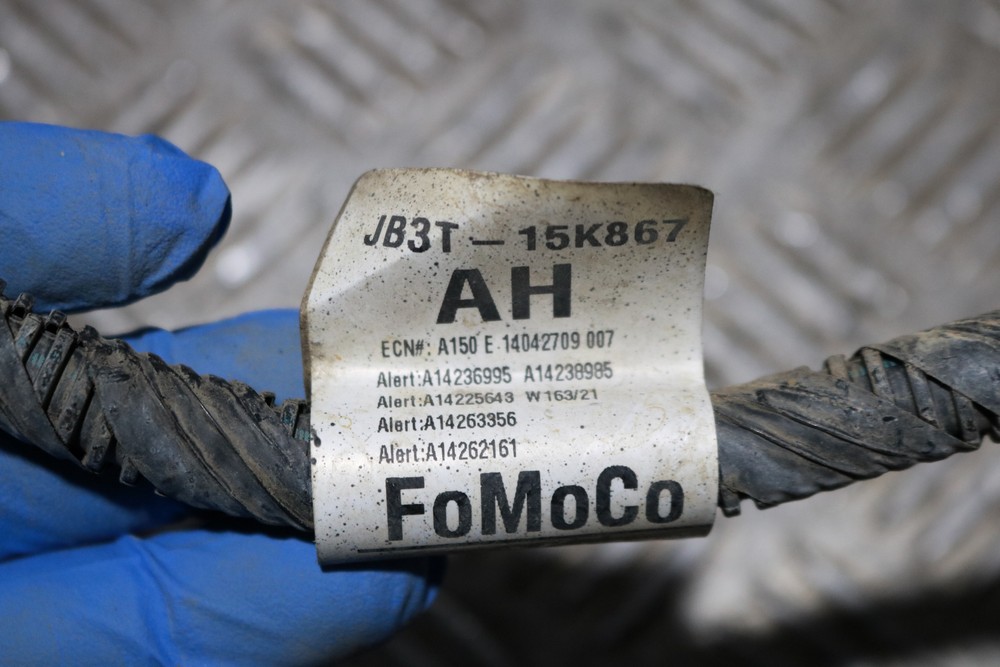 JB3T – 15K867
AH
ECN#: A150 E 14042709 007
Alert:A14236995 A14238985
Alert:A14225643 W163/21
Alert:A14263356
Alert:A14262161
FoMoCo